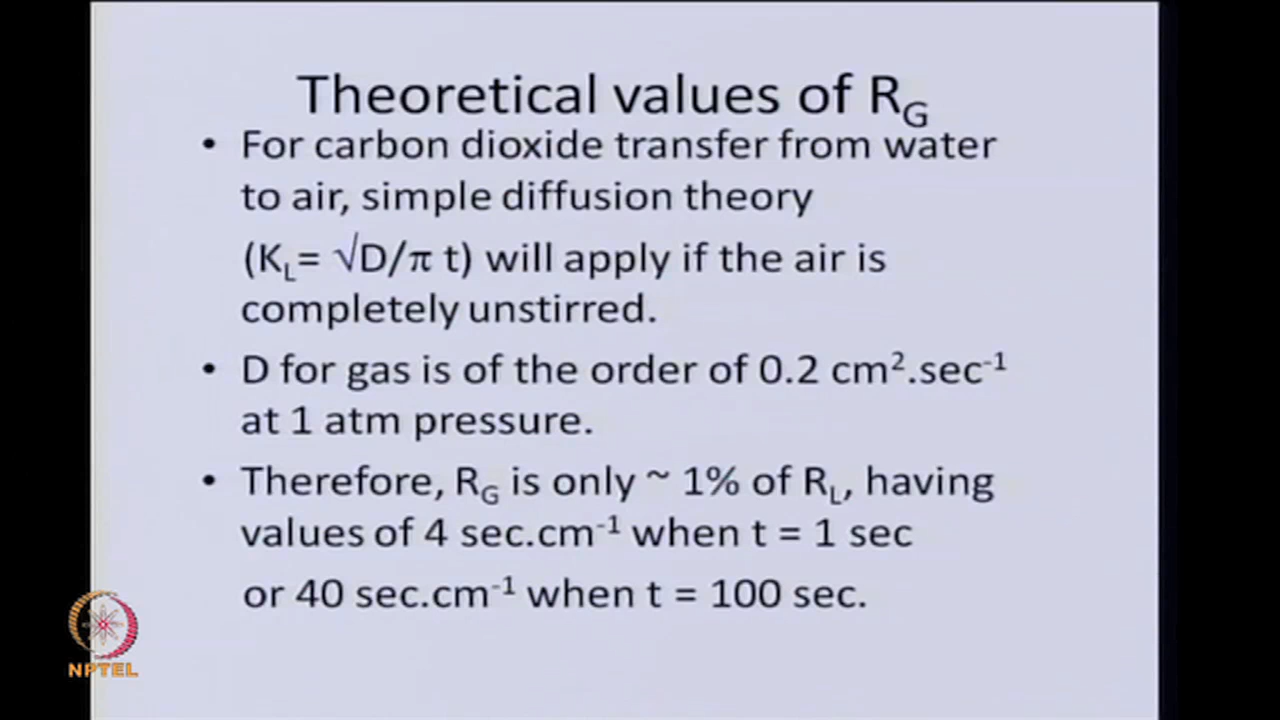 Theoretical values of R_G
• For carbon dioxide transfer from water
to air, simple diffusion theory
(K_L= √D/π t) will apply if the air is
completely unstirred.
• D for gas is of the order of 0.2 cm².sec⁻¹
at 1 atm pressure.
• Therefore, R_G is only ~ 1% of R_L, having
values of 4 sec.cm⁻¹ when t = 1 sec
or 40 sec.cm⁻¹ when t = 100 sec.
NPTEL